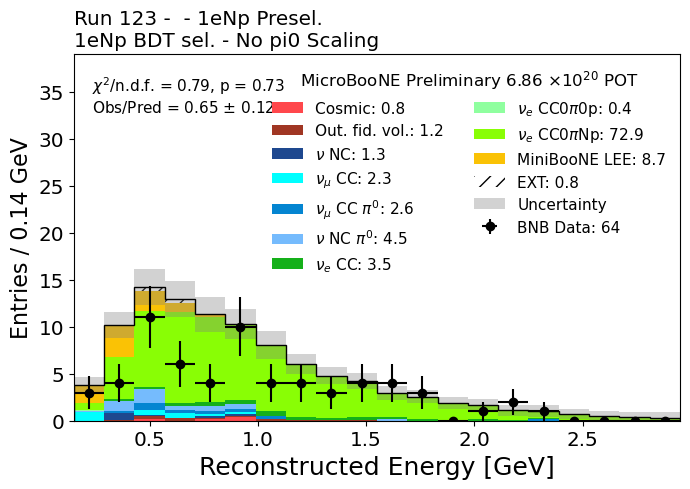 Run 123 -  - 1eNp Presel.
1eNp BDT sel. - No pi0 Scaling
χ²/n.d.f. = 0.79, p = 0.73
Obs/Pred = 0.65 ± 0.12
MicroBooNE Preliminary 6.86 ×10²⁰ POT
Cosmic: 0.8
Out. fid. vol.: 1.2
ν NC: 1.3
ν_μ CC: 2.3
ν_μ CC π⁰: 2.6
ν NC π⁰: 4.5
ν_e CC: 3.5
ν_e CC0π0p: 0.4
ν_e CC0πNp: 72.9
MiniBooNE LEE: 8.7
EXT: 0.8
Uncertainty
BNB Data: 64
Entries / 0.14 GeV
35
30
25
20
15
10
5
0
0.5 1.0 1.5 2.0 2.5
Reconstructed Energy [GeV]